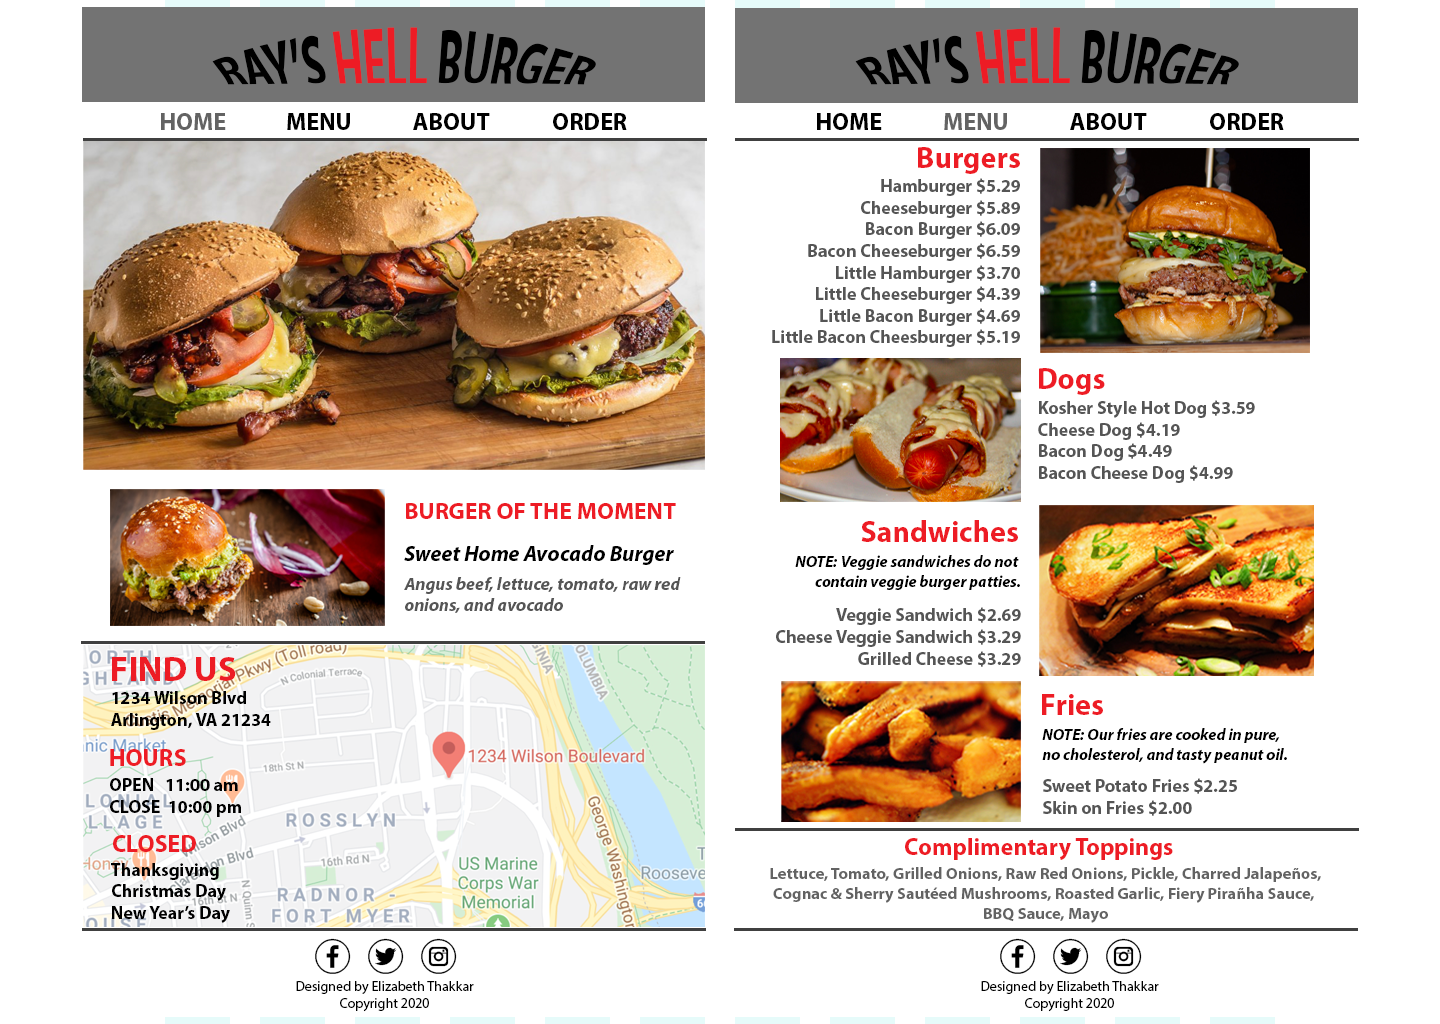 RAY'S HELL BURGER
HOME MENU ABOUT ORDER
BURGER OF THE MOMENT
Sweet Home Avocado Burger
Angus beef, lettuce, tomato, raw red
onions, and avocado
FIND US
1234 Wilson Blvd
Arlington, VA 21234
HOURS
OPEN 11:00 am
CLOSE 10:00 pm
CLOSED
Thanksgiving
Christmas Day
New Year's Day
Pkwy (Toll road)
N Colonial Terrace
18th St N
1234 Wilson Boulevard
ROSSLYN
16th Rd N
RADNOR -
FORT MYER
US Marine
Corps War
Memorial
George Washington
Rooseve
Wilson Blvd
N Quinn S
Designed by Elizabeth Thakkar
Copyright 2020
RAY'S HELL BURGER
HOME MENU ABOUT ORDER
Burgers
Hamburger $5.29
Cheeseburger $5.89
Bacon Burger $6.09
Bacon Cheeseburger $6.59
Little Hamburger $3.70
Little Cheeseburger $4.39
Little Bacon Burger $4.69
Little Bacon Cheesburger $5.19
Dogs
Kosher Style Hot Dog $3.59
Cheese Dog $4.19
Bacon Dog $4.49
Bacon Cheese Dog $4.99
Sandwiches
NOTE: Veggie sandwiches do not
contain veggie burger patties.
Veggie Sandwich $2.69
Cheese Veggie Sandwich $3.29
Grilled Cheese $3.29
Fries
NOTE: Our fries are cooked in pure,
no cholesterol, and tasty peanut oil.
Sweet Potato Fries $2.25
Skin on Fries $2.00
Complimentary Toppings
Lettuce, Tomato, Grilled Onions, Raw Red Onions, Pickle, Charred Jalapeños,
Cognac & Sherry Sautéed Mushrooms, Roasted Garlic, Fiery Pirañha Sauce,
BBQ Sauce, Mayo
Designed by Elizabeth Thakkar
Copyright 2020